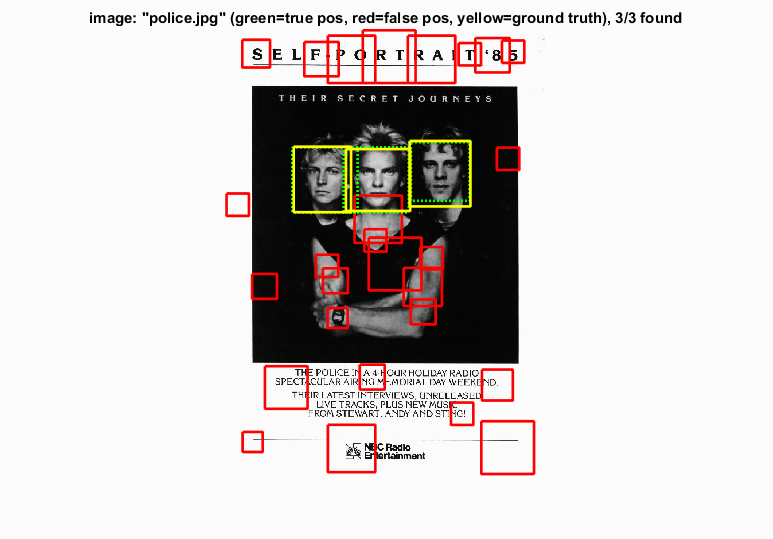 image: "police.jpg" (green=true pos, red=false pos, yellow=ground truth), 3/3 found
SELF-PORTRAIT '85
THEIR SECRET JOURNEYS
THE POLICE IN A 4-HOUR HOLIDAY RADIO
SPECTACULAR AIRING MEMORIAL DAY WEEKEND.
THEIR LATEST INTERVIEWS, UNRELEASED
LIVE TRACKS, PLUS NEW MUSIC
FROM STEWART, ANDY AND STING!
NBC Radio
Entertainment